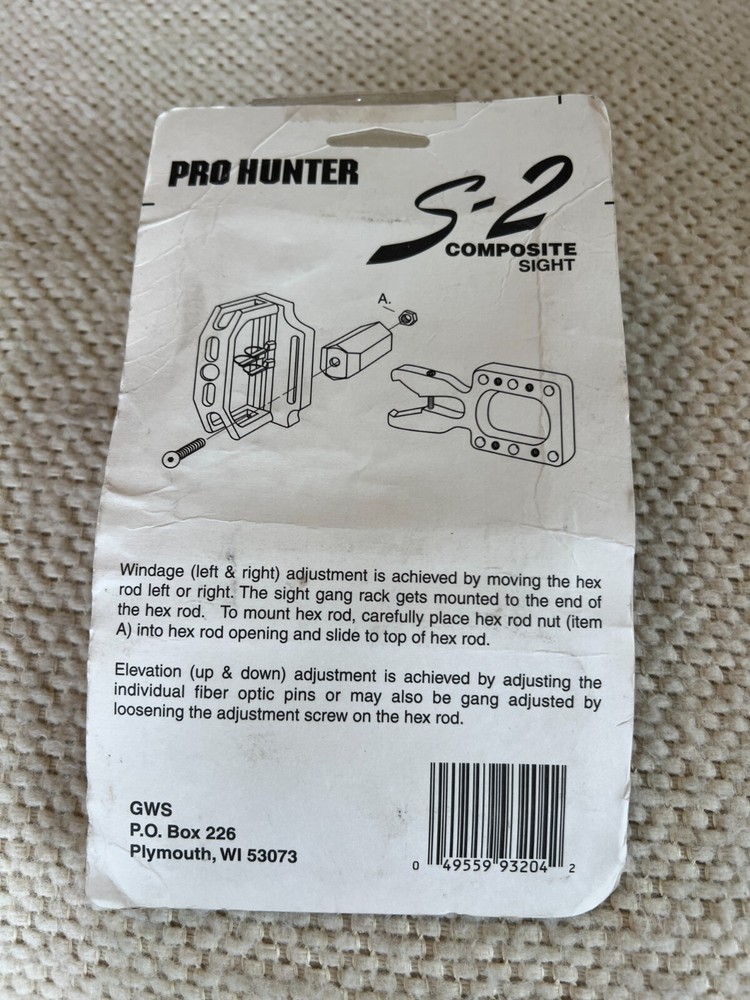 PRO HUNTER
S-2
COMPOSITE
SIGHT
A.
Windage (left & right) adjustment is achieved by moving the hex
rod left or right. The sight gang rack gets mounted to the end of
the hex rod. To mount hex rod, carefully place hex rod nut (item
A) into hex rod opening and slide to top of hex rod.
Elevation (up & down) adjustment is achieved by adjusting the
individual fiber optic pins or may also be gang adjusted by
loosening the adjustment screw on the hex rod.
GWS
P.O. Box 226
Plymouth, WI 53073
0 49559 93204 2